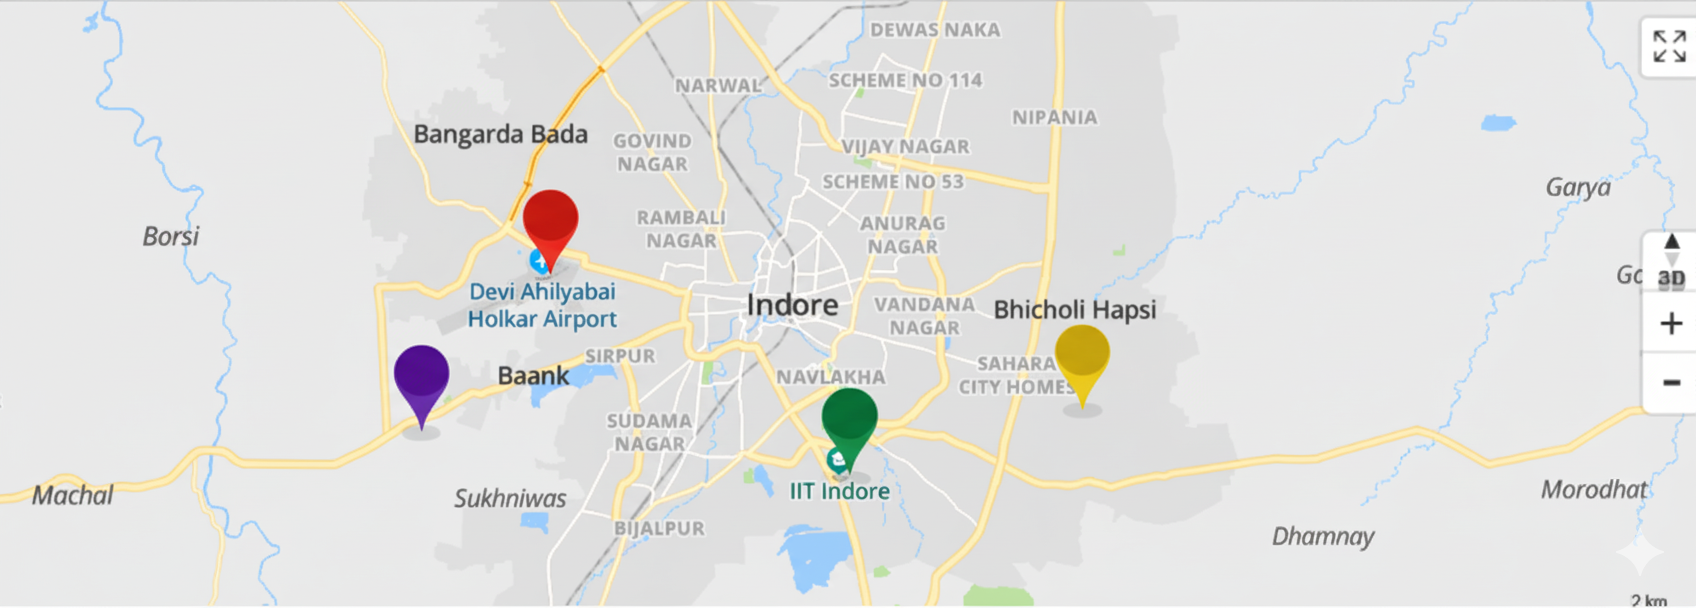 DEWAS NAKA
NARWAL
SCHEME NO 114
NIPANIA
Bangarda Bada
GOVIND
NAGAR
VIJAY NAGAR
SCHEME NO 53
Garya
Borsi
RAMBALI
NAGAR
ANURAG
NAGAR
3D
Devi Ahilyabai
Holkar Airport
Indore
VANDANA
NAGAR
Bhicholi Hapsi
SIRPUR
Baank
NAVLAKHA
SAHARA
CITY HOMES
SUDAMA
NAGAR
Machal
Sukhniwas
IIT Indore
Morodhat
BIJALPUR
Dhamnay
2 km